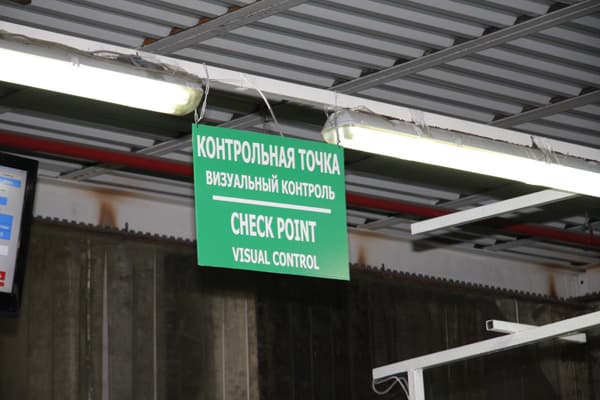 КОНТРОЛЬНАЯ ТОЧКА
ВИЗУАЛЬНЫЙ КОНТРОЛЬ
CHECK POINT
VISUAL CONTROL